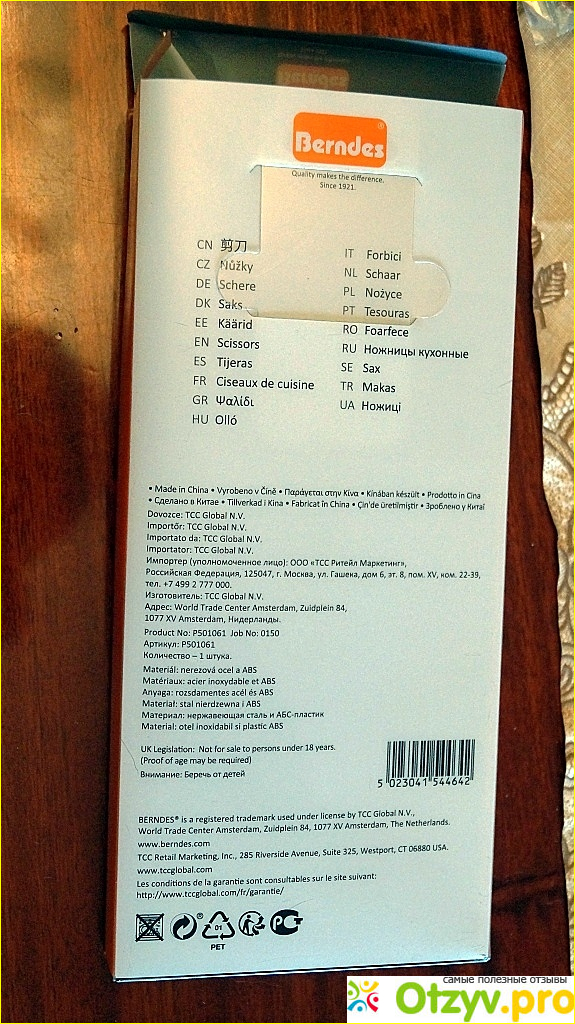 Berndes
Berndes®
Quality makes the difference.
Since 1921.
CN 剪刀
CZ Nůžky
DE Schere
DK Saks
EE Käärid
EN Scissors
ES Tijeras
FR Ciseaux de cuisine
GR Ψαλίδι
HU Olló
IT Forbici
NL Schaar
PL Nożyce
PT Tesouras
RO Foarfece
RU Ножницы кухонные
SE Sax
TR Makas
UA Ножиці
• Made in China • Vyrobeno v Číně • Παράγεται στην Κίνα • Kínában készült • Prodotto in Cina
• Сделано в Китае • Tillverkad i Kina • Fabricat în China • Çin'de üretilmiştir • Зроблено у Китаї
Dovozce: TCC Global N.V.
Importőr: TCC Global N.V.
Importato da: TCC Global N.V.
Importator: TCC Global N.V.
Импортер (уполномоченное лицо): ООО «ТСС Ритейл Маркетинг»,
Российская Федерация, 125047, г. Москва, ул. Гашека, дом 6, эт. 8, пом. XV, ком. 22-39,
тел. +7 499 2 777 000.
Изготовитель: TCC Global N.V.
Адрес: World Trade Center Amsterdam, Zuidplein 84,
1077 XV Amsterdam, Нидерланды.
Product No: P501061 Job No: 0150
Артикул: P501061
Количество – 1 штука.
Materiál: nerezová ocel a ABS
Matériaux: acier inoxydable et ABS
Anyaga: rozsdamentes acél és ABS
Materiał: stal nierdzewna i ABS
Материал: нержавеющая сталь и АБС-пластик
Material: otel inoxidabil si plastic ABS
UK Legislation: Not for sale to persons under 18 years.
(Proof of age may be required)
Внимание: Беречь от детей
5 023041 544642
BERNDES® is a registered trademark used under license by TCC Global N.V.,
World Trade Center Amsterdam, Zuidplein 84, 1077 XV Amsterdam, The Netherlands.
www.berndes.com
TCC Retail Marketing, Inc., 285 Riverside Avenue, Suite 325, Westport, CT 06880 USA.
www.tccglobal.com
Les conditions de la garantie sont consultables sur le site suivant:
http://www.tccglobal.com/fr/garantie/
®
01
PET
самые полезные отзывы
Otzyv.pro